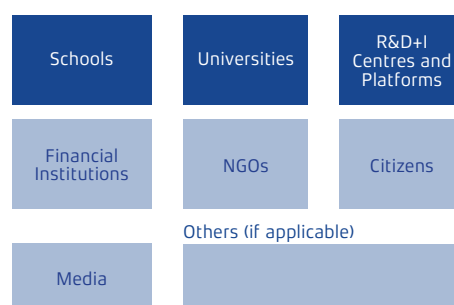 Schools
Universities
R&D+I
Centres and
Platforms
Financial
Institutions
NGOs
Citizens
Others (if applicable)
Media